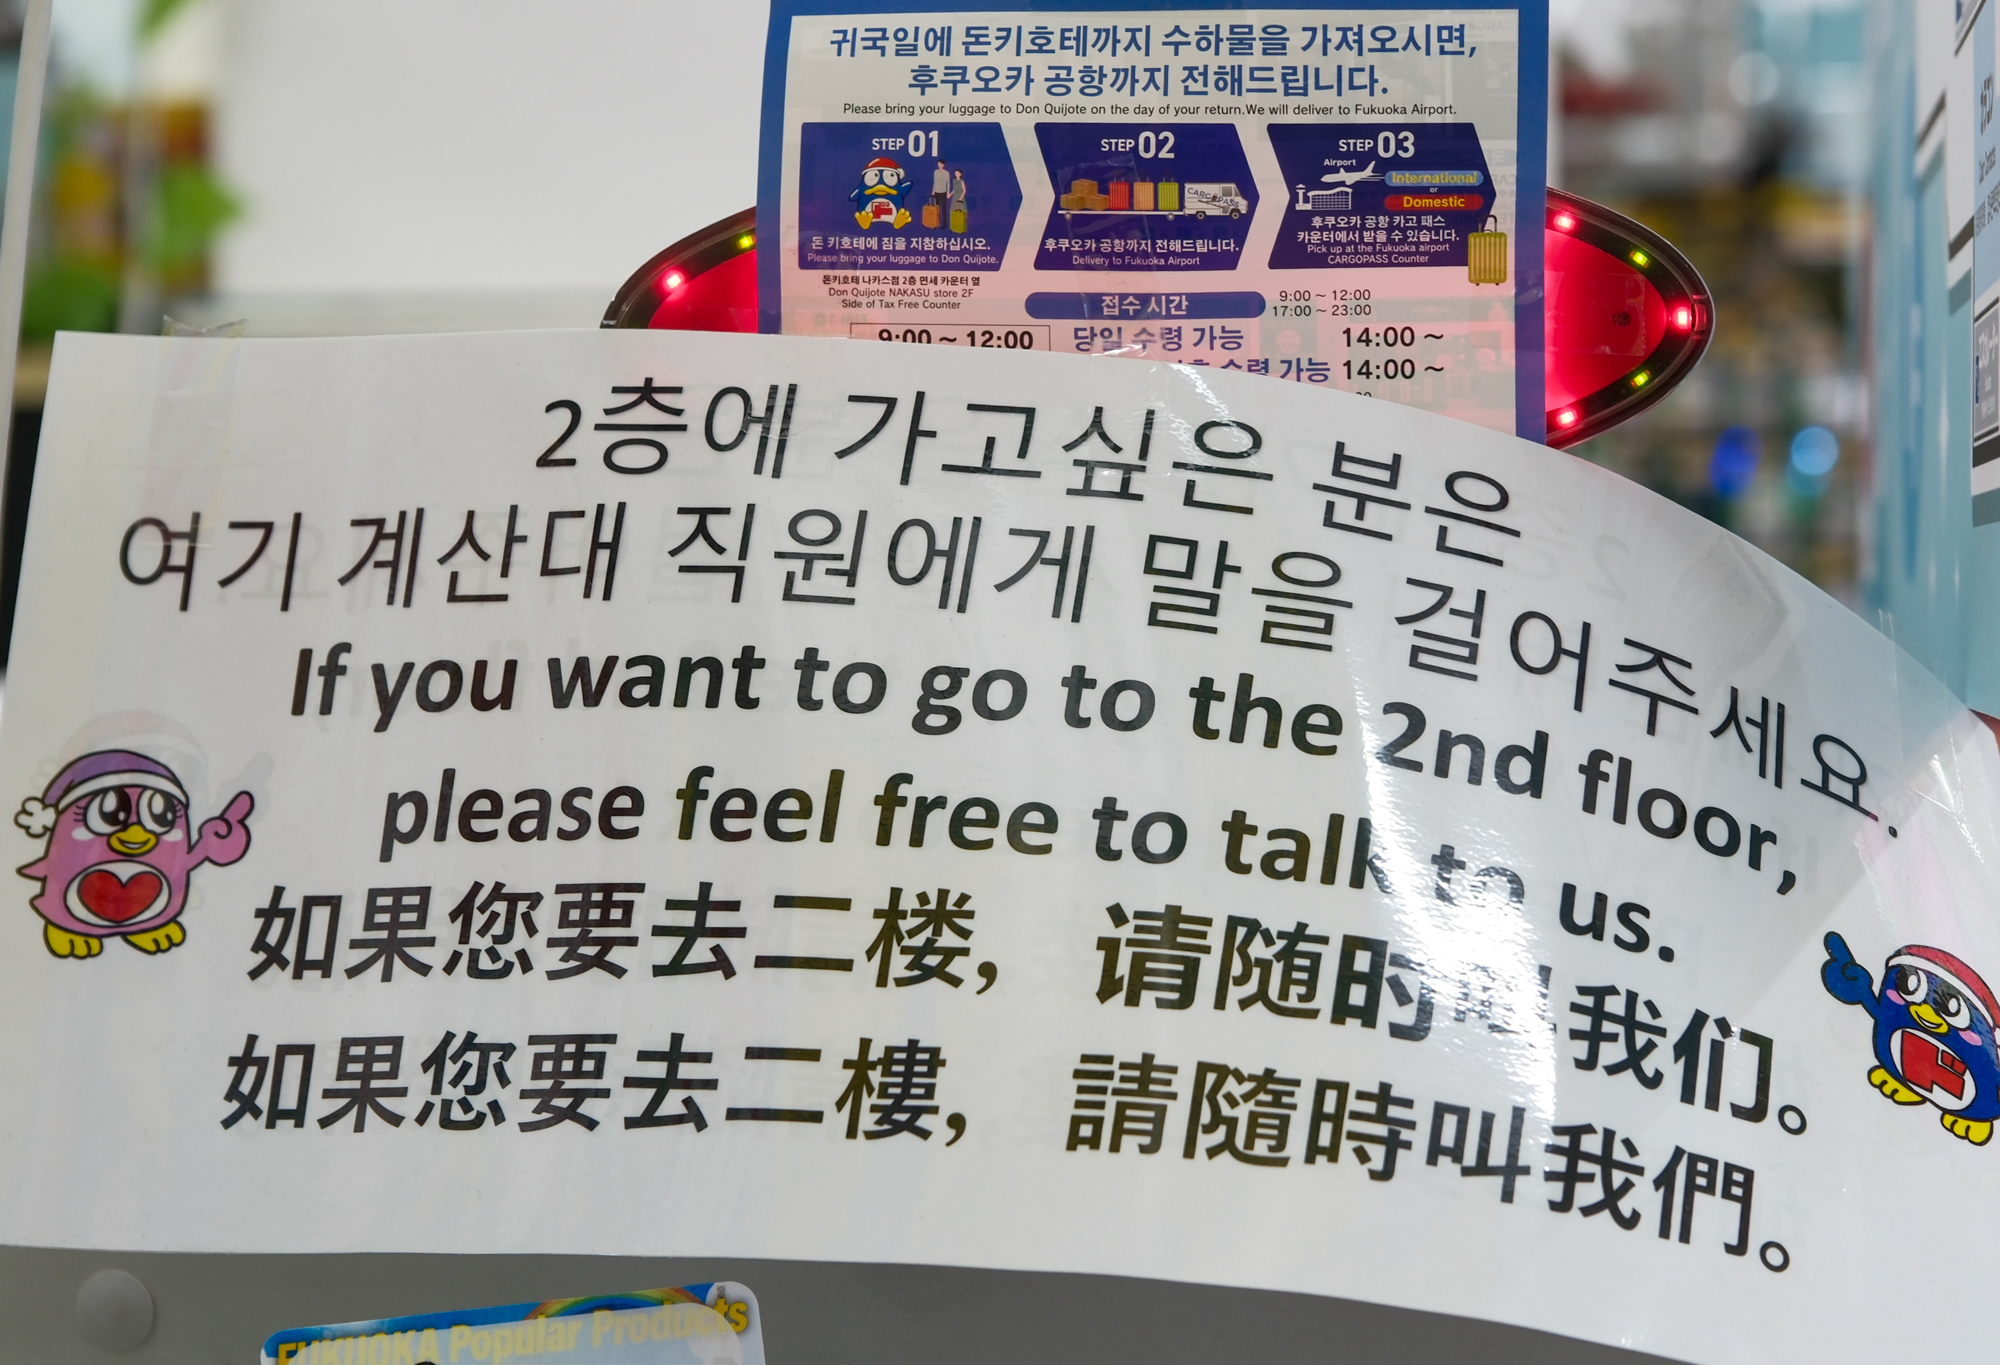 귀국일에 돈키호테까지 수하물을 가져오시면,
후쿠오카 공항까지 전해드립니다.
Please bring your luggage to Don Quijote on the day of your return.We will deliver to Fukuoka Airport.
STEP 01
돈 키호테에 짐을 지참하십시오.
Please bring your luggage to Don Quijote.
돈키호테 나카스점 2층 면세 카운터 옆
Don Quijote NAKASU store 2F
Side of Tax Free Counter
STEP 02
CARGOPASS
후쿠오카 공항까지 전해드립니다.
Delivery to Fukuoka Airport
STEP 03
Airport
International
or
Domestic
후쿠오카 공항 카고 패스
카운터에서 받을 수 있습니다.
Pick up at the Fukuoka airport
CARGOPASS Counter
접수 시간
9:00 ~ 12:00
17:00 ~ 23:00
9:00 ~ 12:00 당일 수령 가능 14:00 ~
수령 가능 14:00 ~
2층에 가고싶은 분은
여기 계산대 직원에게 말을 걸어주세요.
If you want to go to the 2nd floor,
please feel free to talk to us.
如果您要去二楼, 请随时叫我们。
如果您要去二樓, 請隨時叫我們。
FUKUOKA Popular Products